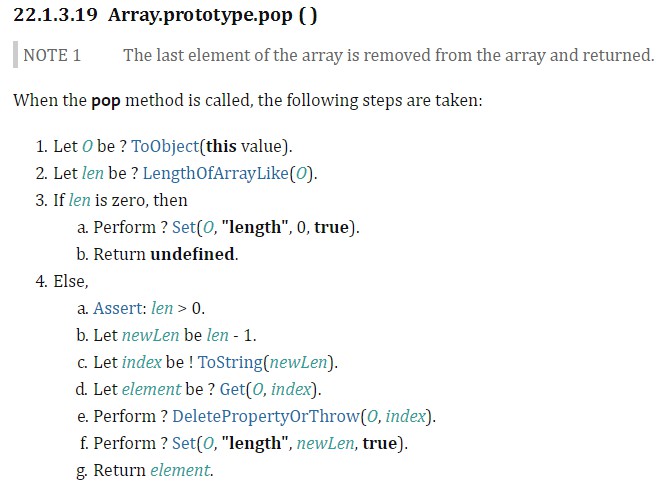 22.1.3.19 Array.prototype.pop ( )
NOTE 1 The last element of the array is removed from the array and returned.
When the pop method is called, the following steps are taken:
1. Let O be ? ToObject(this value).
2. Let len be ? LengthOfArrayLike(O).
3. If len is zero, then
a. Perform ? Set(O, "length", 0, true).
b. Return undefined.
4. Else,
a. Assert: len > 0.
b. Let newLen be len - 1.
c. Let index be ! ToString(newLen).
d. Let element be ? Get(O, index).
e. Perform ? DeletePropertyOrThrow(O, index).
f. Perform ? Set(O, "length", newLen, true).
g. Return element.